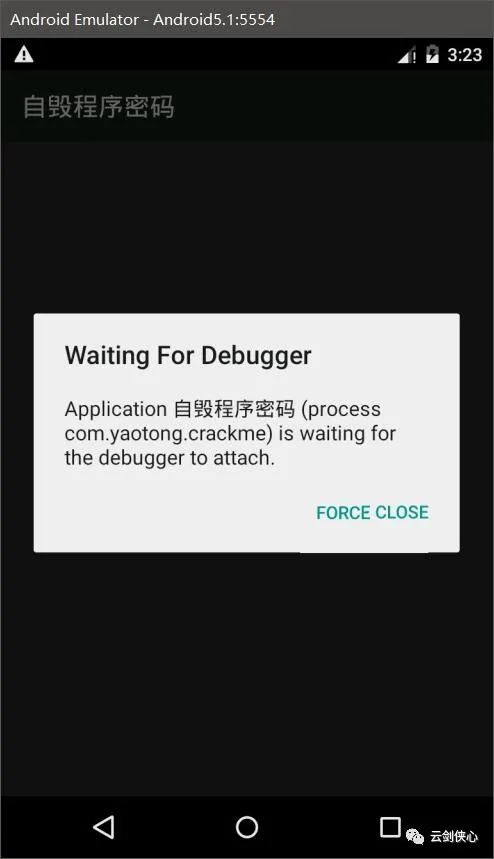 Android Emulator - Android5.1:5554
3:23
自毁程序密码
Waiting For Debugger
Application 自毁程序密码 (process
com.yaotong.crackme) is waiting for
the debugger to attach.
FORCE CLOSE
云剑侠心